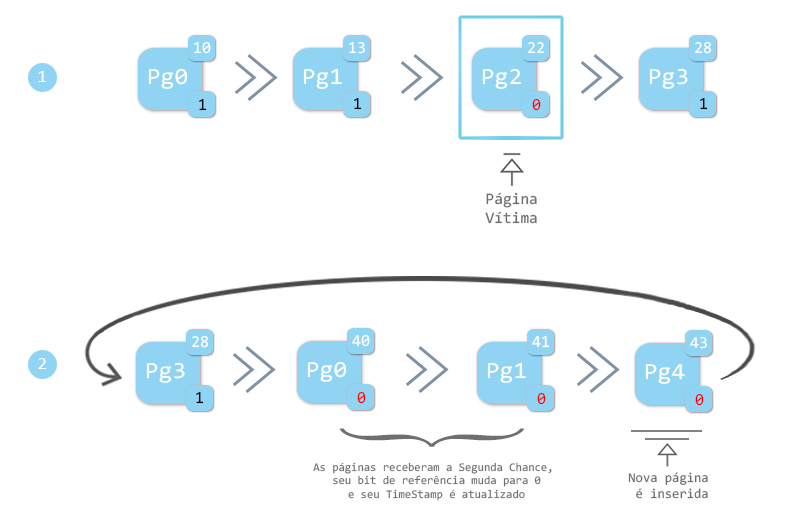 10
13
22
28
1
Pg0
Pg1
Pg2
Pg3
1
1
0
1
Página
Vítima
28
40
41
43
2
Pg3
Pg0
Pg1
Pg4
1
0
0
0
As páginas receberam a Segunda Chance,
seu bit de referência muda para 0
e seu TimeStamp é atualizado
Nova página
é inserida